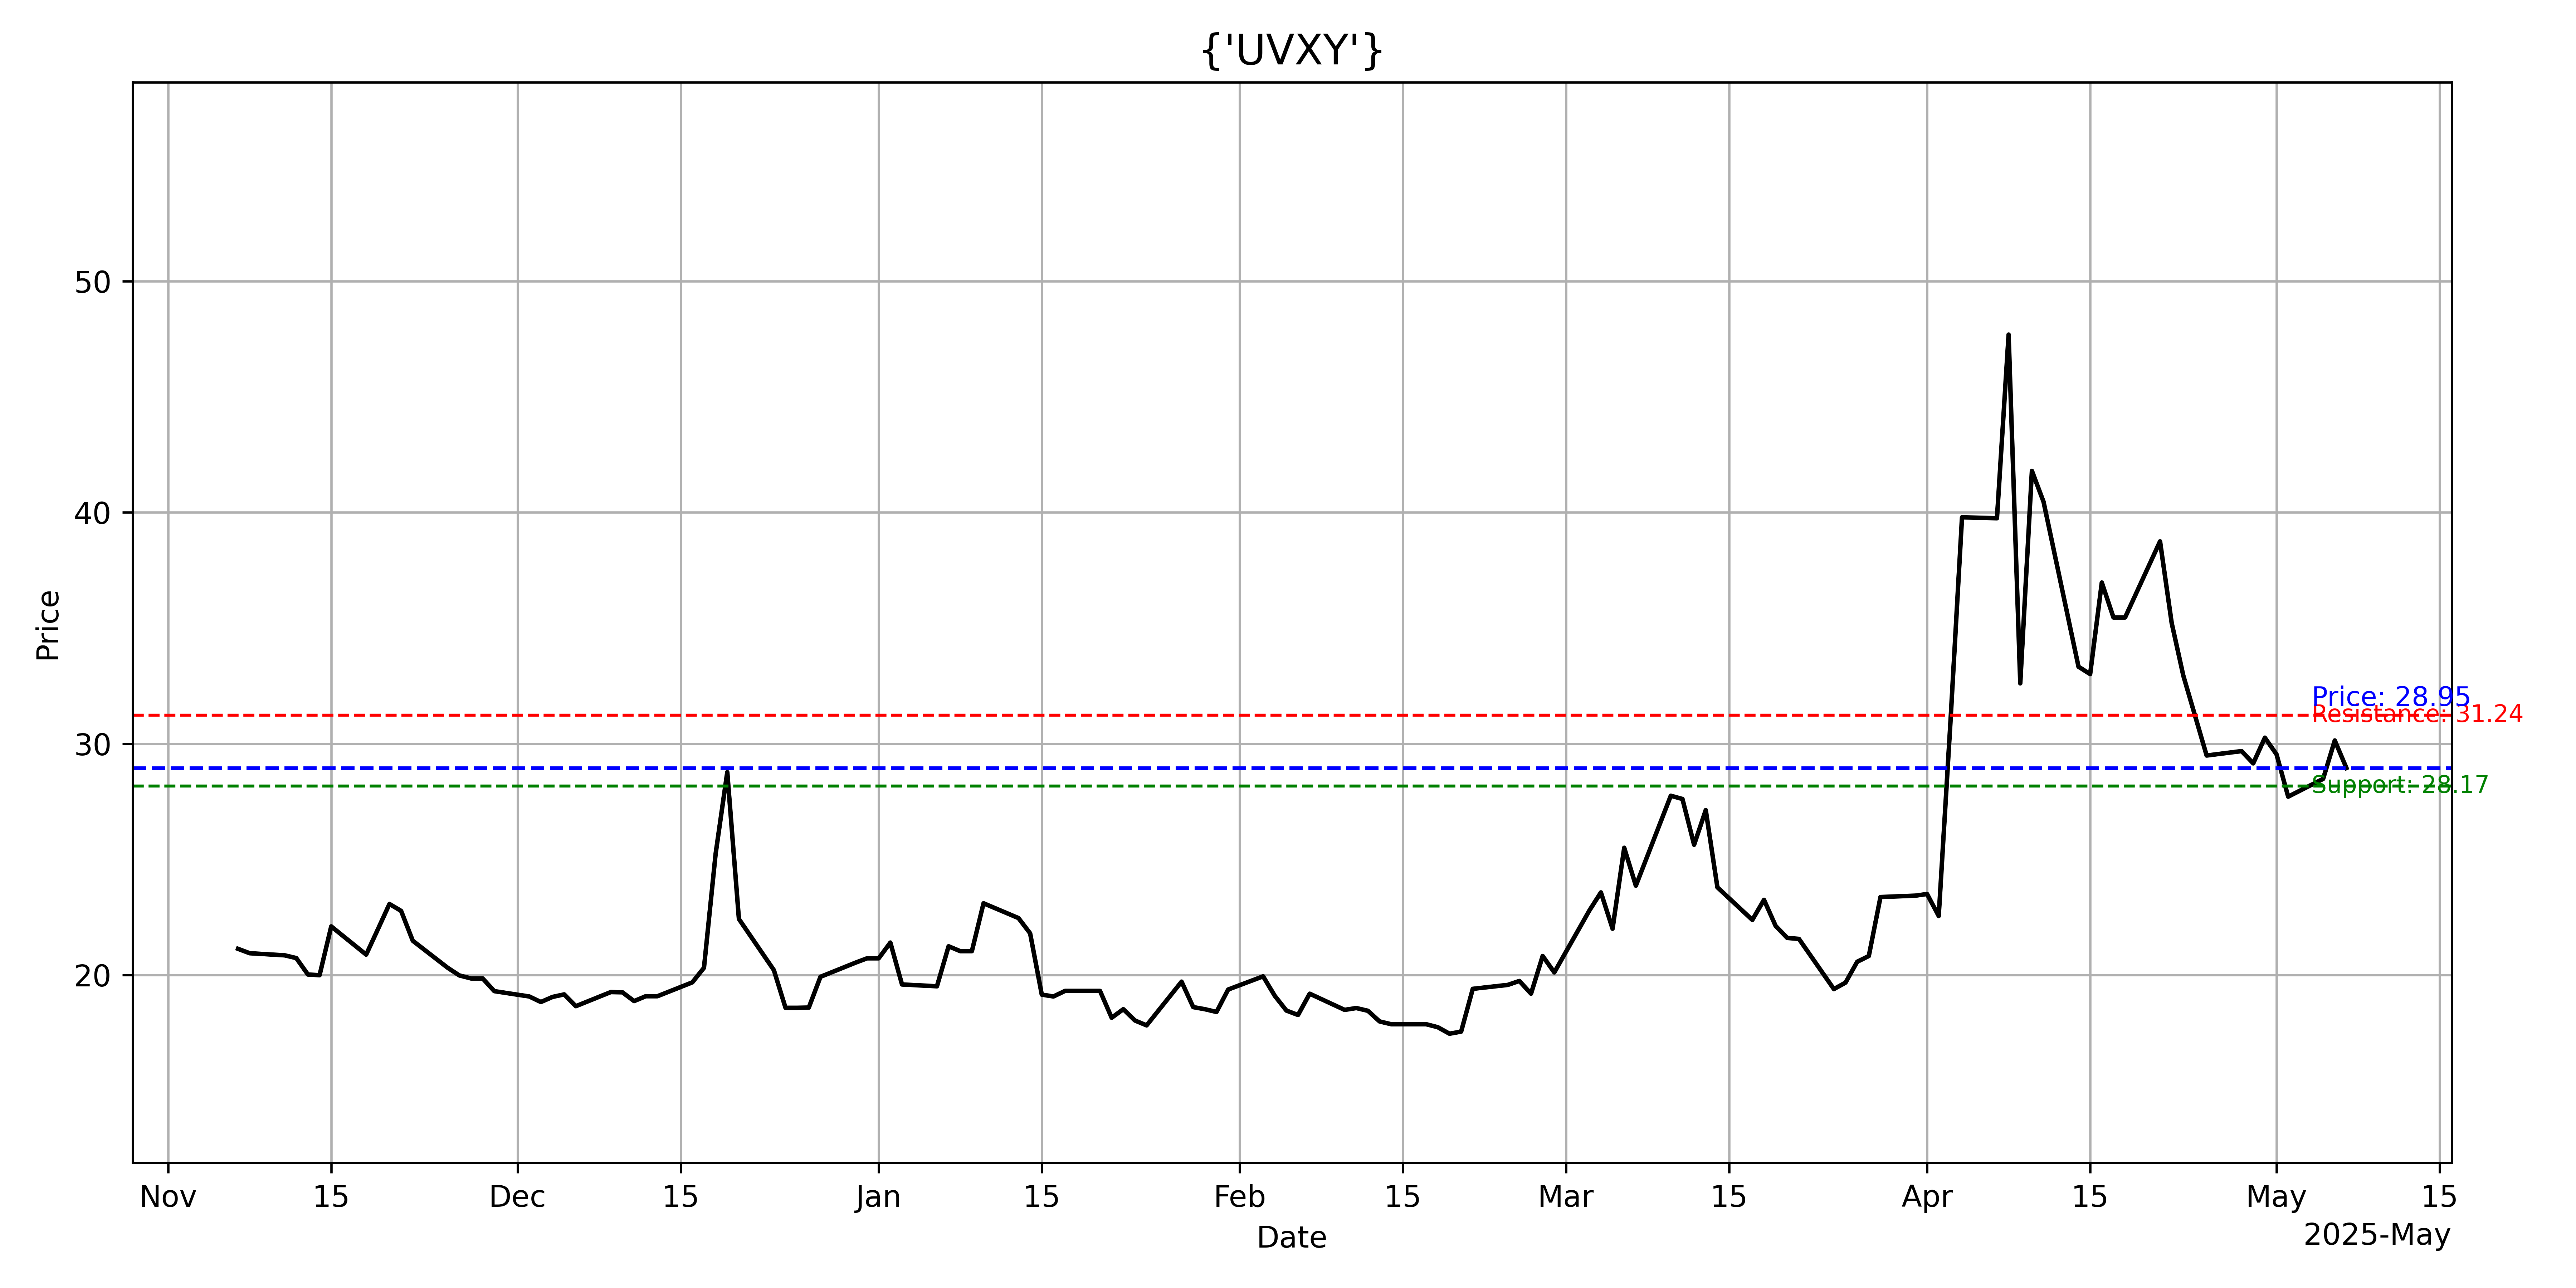 {'UVXY'}
50
40
30
20
Price
Price: 28.95
Resistance: 31.24
Support: 28.17
Nov 15 Dec 15 Jan 15 Feb 15 Mar 15 Apr 15 May 15
Date
2025-May